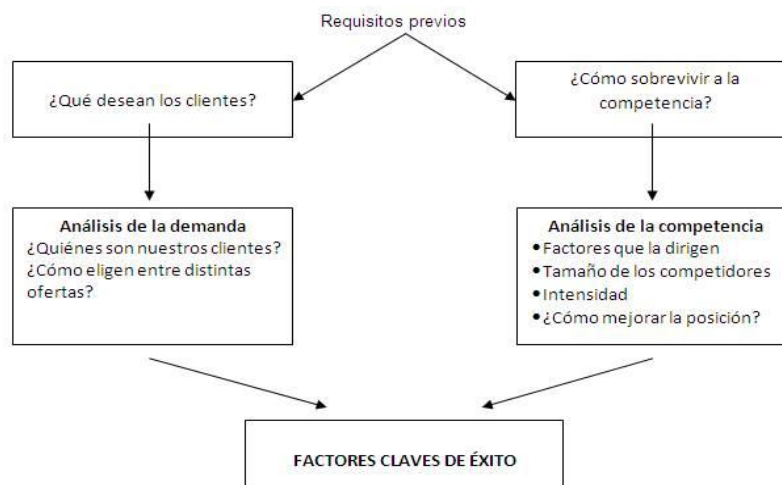 Requisitos previos
¿Qué desean los clientes?
¿Cómo sobrevivir a la
competencia?
Análisis de la demanda
¿Quiénes son nuestros clientes?
¿Cómo eligen entre distintas
ofertas?
Análisis de la competencia
•Factores que la dirigen
•Tamaño de los competidores
•Intensidad
•¿Cómo mejorar la posición?
FACTORES CLAVES DE ÉXITO